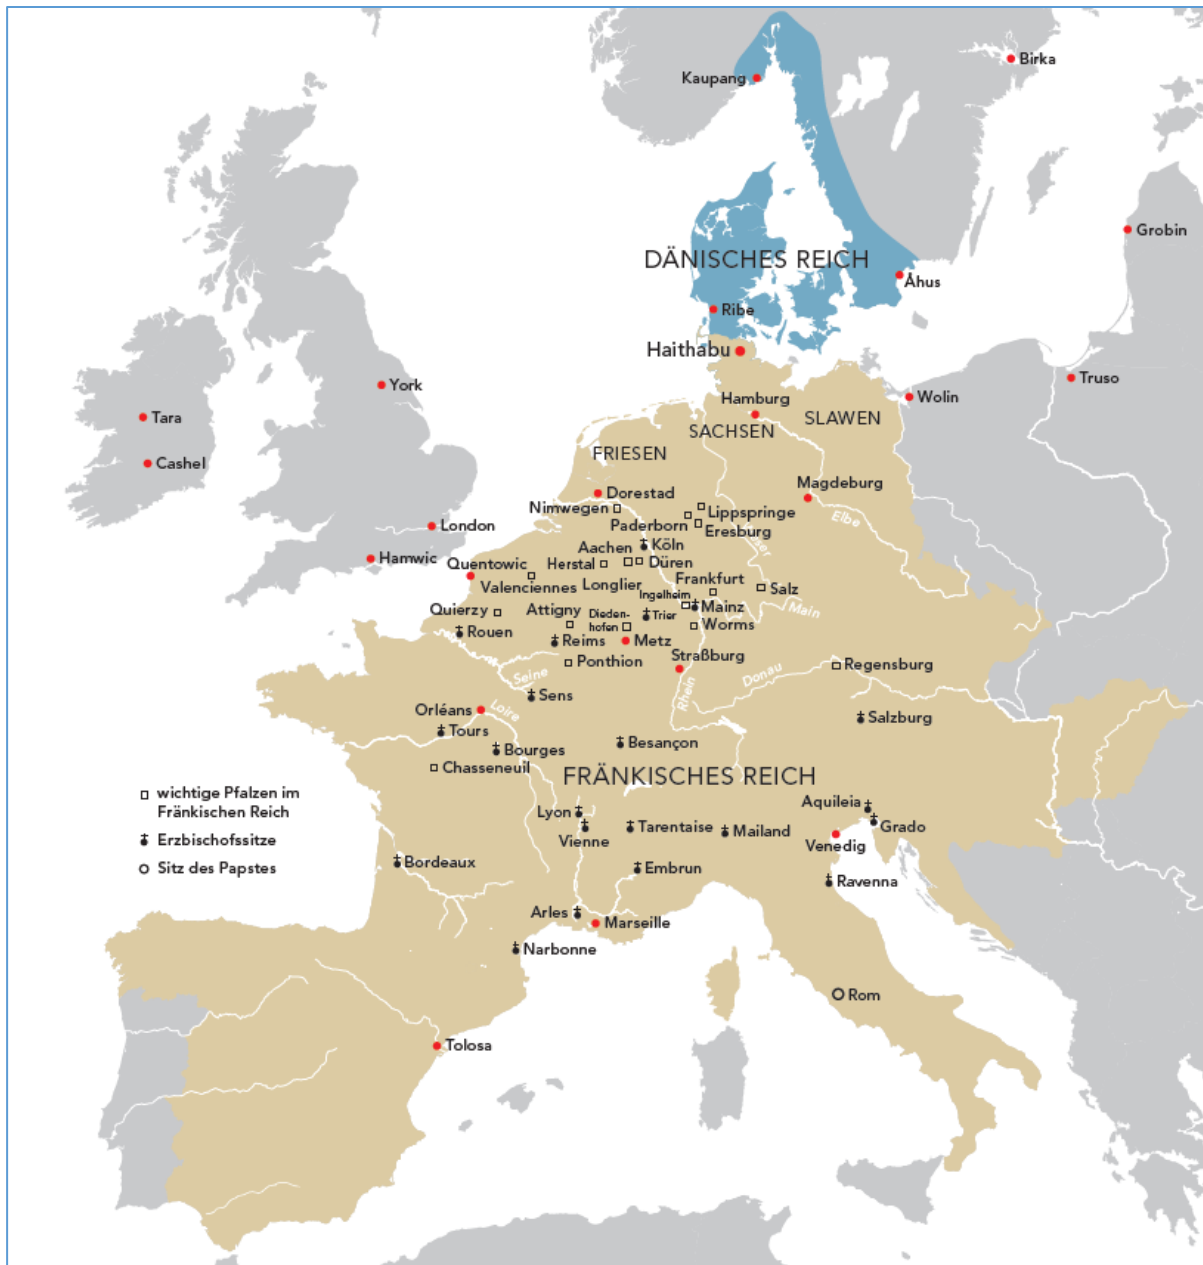 Birka
Kaupang
Grobin
DÄNISCHES REICH
Åhus
Ribe
Haithabu
York
Truso
Wolin
Hamburg
SLAWEN
Tara
SACHSEN
FRIESEN
Cashel
Magdeburg
Dorestad
Nimwegen
Lippspringe
Elbe
London
Paderborn
Eresburg
Weser
Köln
Aachen
Hamwic
Quentowic
Herstal
Düren
Valenciennes
Longlier
Frankfurt
Salz
Ingelheim
Mainz
Main
Quierzy
Attigny
Dieden-
hofen
Trier
Worms
Rouen
Reims
Metz
Straßburg
Ponthion
Regensburg
Seine
Donau
Rhein
Sens
Orléans
Loire
Salzburg
Tours
Bourges
Besançon
Chasseneuil
FRÄNKISCHES REICH
wichtige Pfalzen im
Fränkischen Reich
Erzbischofssitze
Sitz des Papstes
Aquileia
Lyon
Tarentaise
Mailand
Grado
Vienne
Venedig
Bordeaux
Embrun
Ravenna
Arles
Marseille
Narbonne
Rom
Tolosa